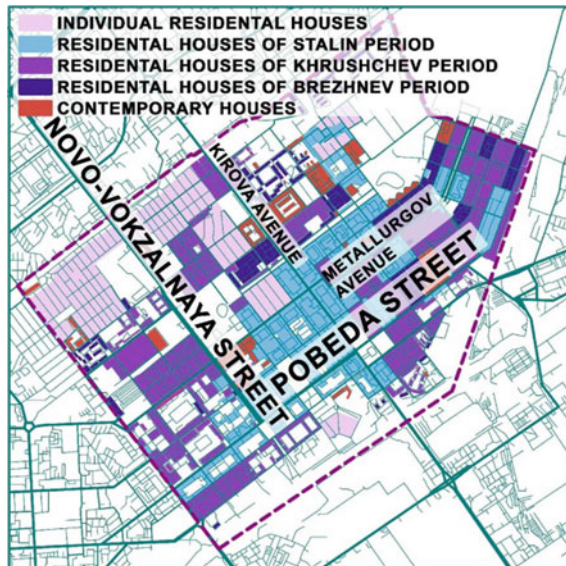 INDIVIDUAL RESIDENTAL HOUSES
RESIDENTAL HOUSES OF STALIN PERIOD
RESIDENTAL HOUSES OF KHRUSHCHEV PERIOD
RESIDENTAL HOUSES OF BREZHNEV PERIOD
CONTEMPORARY HOUSES
NOVO-VOKZALNAYA STREET
KIROVA AVENUE
METALLURGOV
AVENUE
POBEDA STREET